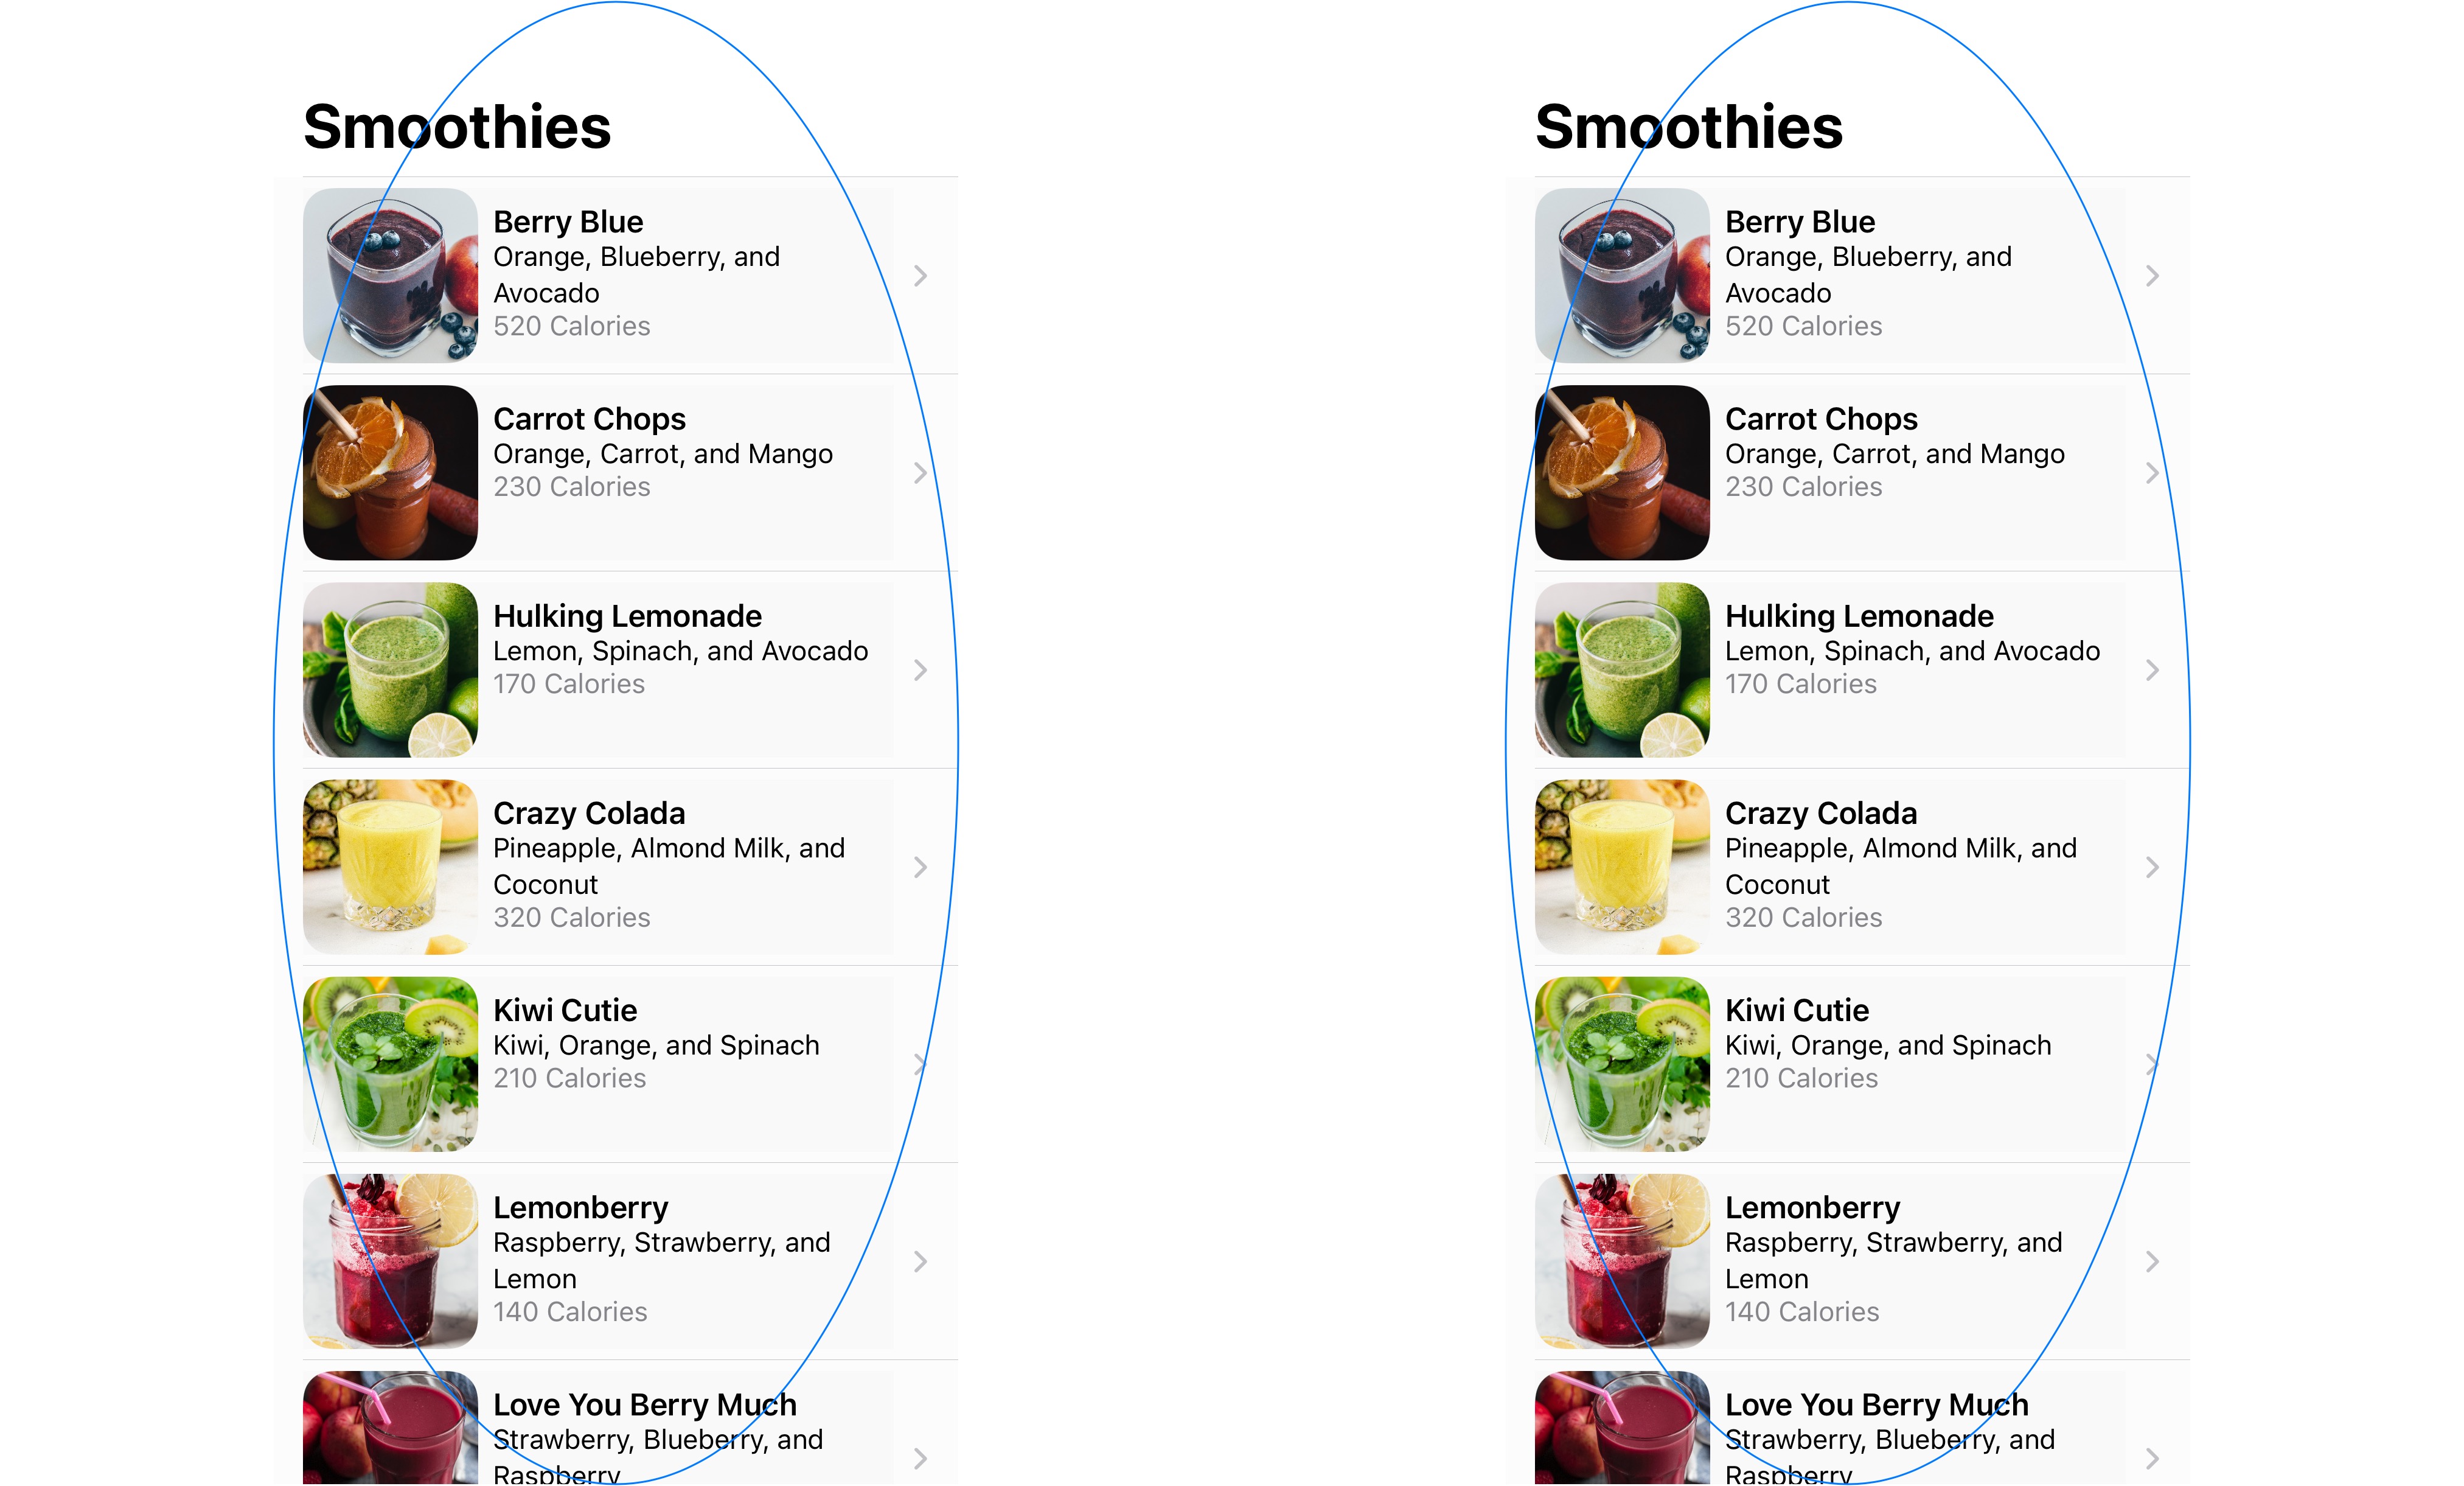 Smoothies
Berry Blue
Orange, Blueberry, and
Avocado
520 Calories
Carrot Chops
Orange, Carrot, and Mango
230 Calories
Hulking Lemonade
Lemon, Spinach, and Avocado
170 Calories
Crazy Colada
Pineapple, Almond Milk, and
Coconut
320 Calories
Kiwi Cutie
Kiwi, Orange, and Spinach
210 Calories
Lemonberry
Raspberry, Strawberry, and
Lemon
140 Calories
Love You Berry Much
Strawberry, Blueberry, and
Raspberry
Smoothies
Berry Blue
Orange, Blueberry, and
Avocado
520 Calories
Carrot Chops
Orange, Carrot, and Mango
230 Calories
Hulking Lemonade
Lemon, Spinach, and Avocado
170 Calories
Crazy Colada
Pineapple, Almond Milk, and
Coconut
320 Calories
Kiwi Cutie
Kiwi, Orange, and Spinach
210 Calories
Lemonberry
Raspberry, Strawberry, and
Lemon
140 Calories
Love You Berry Much
Strawberry, Blueberry, and
Raspberry